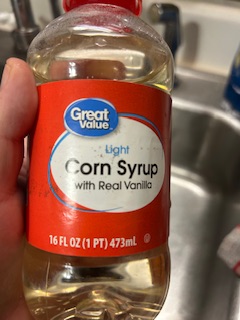 Great
Value
Light
Corn Syrup
with Real Vanilla
16 FL OZ (1 PT) 473mL